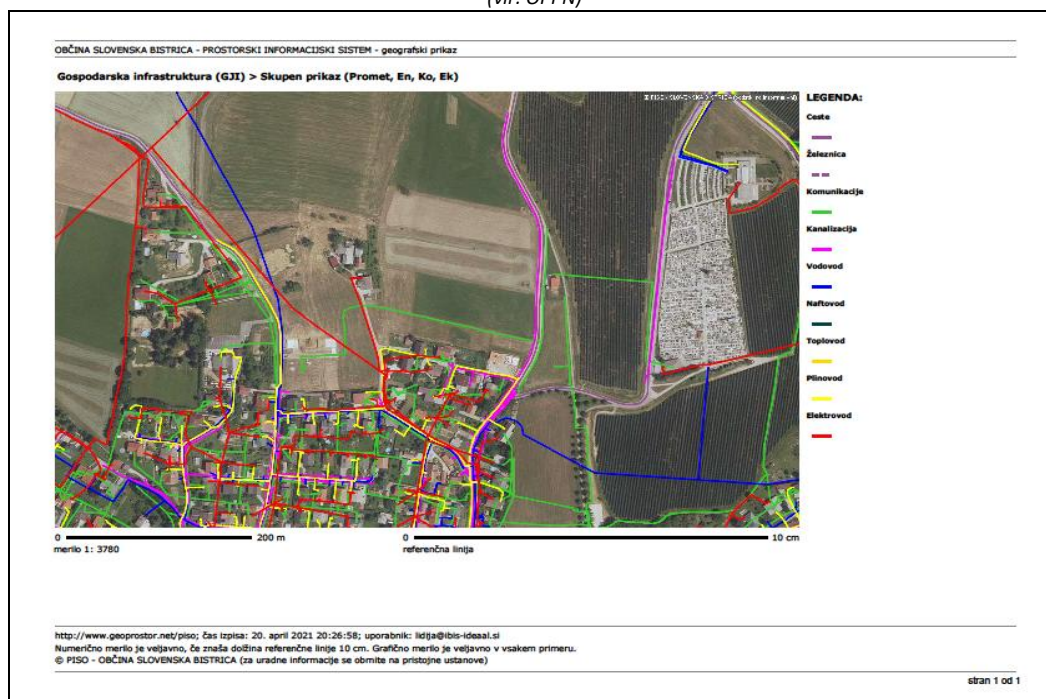 (vir: OPPN)
OBČINA SLOVENSKA BISTRICA - PROSTORSKI INFORMACIJSKI SISTEM - geografski prikaz
Gospodarska infrastruktura (GJI) > Skupen prikaz (Promet, En, Ko, Ek)
LEGENDA:
Ceste
Železnica
Komunikacije
Kanalizacija
Vodovod
Naftovod
Toplovod
Plinovod
Elektrovod
0 200 m 0 10 cm
merilo 1: 3780 referenčna linija
http://www.geoprostor.net/piso; čas izpisa: 20. april 2021 20:26:58; uporabnik: lidija@ibis-ideaal.si
Numerično merilo je veljavno, če znaša dolžina referenčne linije 10 cm. Grafično merilo je veljavno v vsakem primeru.
© PISO - OBČINA SLOVENSKA BISTRICA (za uradne informacije se obrnite na pristojne ustanove)
stran 1 od 1